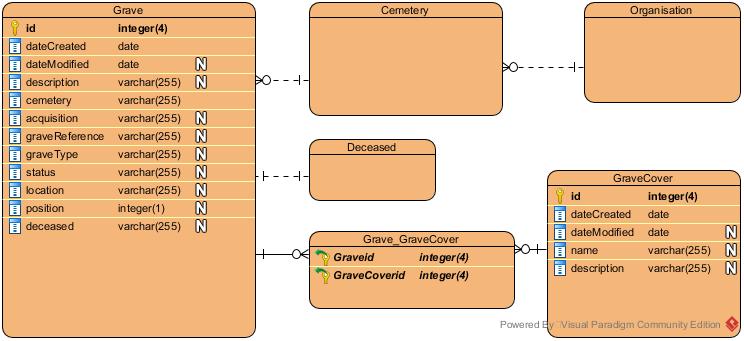 Grave
id integer(4)
dateCreated date
dateModified date N
description varchar(255) N
cemetery varchar(255)
acquisition varchar(255) N
graveReference varchar(255) N
graveType varchar(255) N
status varchar(255) N
location varchar(255) N
position integer(1) N
deceased varchar(255) N
Cemetery
Organisation
Deceased
Grave_GraveCover
Graveid integer(4)
GraveCoverid integer(4)
GraveCover
id integer(4)
dateCreated date
dateModified date N
name varchar(255) N
description varchar(255) N
Powered By Visual Paradigm Community Edition